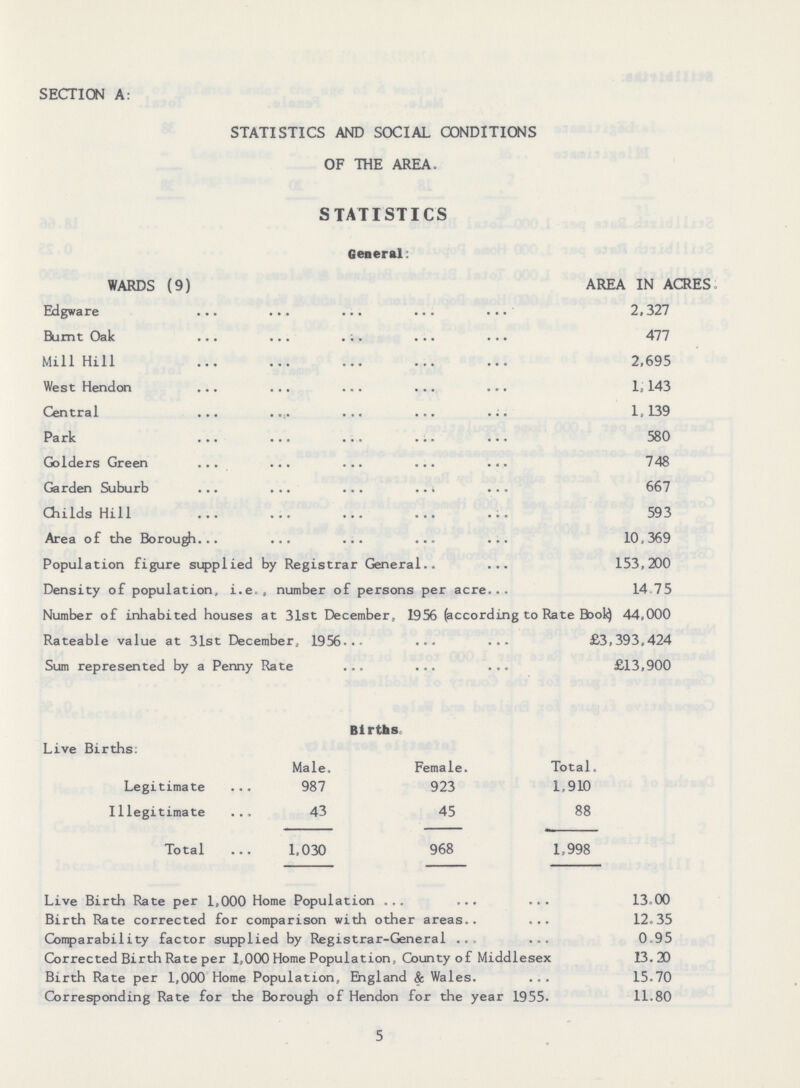 SECTION A:
STATISTICS AND SOCIAL CONDITIONS
OF THE AREA.
STATISTICS
General:
WARDS (9) AREA IN ACRES.
Edgware ... ... ... ... ... 2,327
Burnt Oak ... ... ... ... ... 477
Mill Hill ... ... ... ... ... 2,695
West Hendon ... ... ... ... ... 1,143
Central ... ... ... ... ... 1,139
Park ... ... ... ... ... 580
Golders Green ... ... ... ... ... 748
Garden Suburb ... ... ... ... ... 667
Childs Hill ... ... ... ... ... 593
Area of the Borough... ... ... ... ... 10,369
Population figure supplied by Registrar General.. ... 153,200
Density of population, i.e., number of persons per acre... 14.75
Number of inhabited houses at 31st December, 1956 (according to Rate Book) 44,000
Rateable value at 31st December, 1956... ... ... £3,393,424
Sum represented by a Penny Rate ... ... ... £13,900
Births.
Live Births:
Male. Female. Total.
Legitimate ... 987 923 1,910
Illegitimate ... 43 45 88
Total ... 1,030 968 1,998
Live Birth Rate per 1,000 Home Population ... ... ... 13.00
Birth Rate corrected for comparison with other areas.. ... 12.35
Comparability factor supplied by Registrar-General ... ... 0.95
Corrected Birth Rate per 1,000 Home Population, County of Middlesex 13.20
Birth Rate per 1,000 Home Population, England & Wales. ... 15.70
Corresponding Rate for the Borough of Hendon for the year 1955. 11.80
5